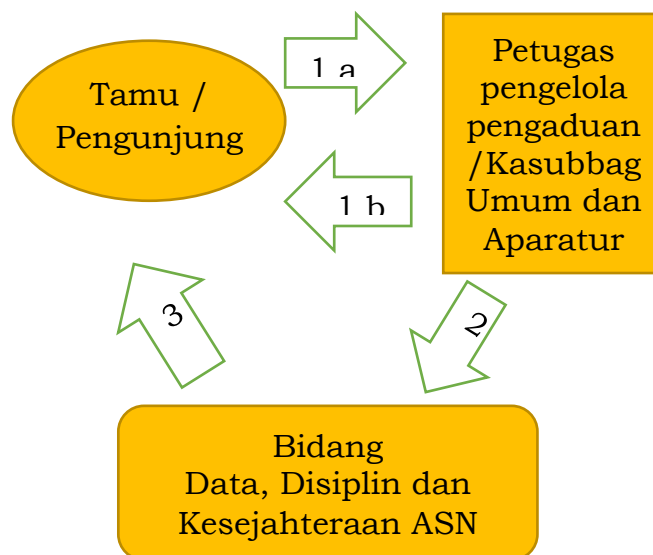 Tamu /
Pengunjung
1 a
Petugas
pengelola
pengaduan
/Kasubbag
Umum dan
Aparatur
1 b
2
3
Bidang
Data, Disiplin dan
Kesejahteraan ASN